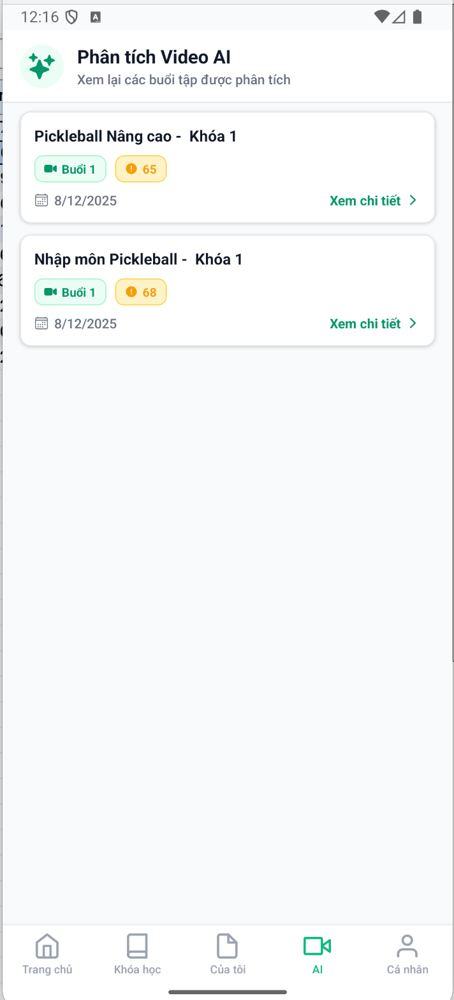 12:16 A
Phân tích Video AI
Xem lại các buổi tập được phân tích
Pickleball Nâng cao -  Khóa 1
Buổi 1 65
8/12/2025 Xem chi tiết
Nhập môn Pickleball -  Khóa 1
Buổi 1 68
8/12/2025 Xem chi tiết
Trang chủ Khóa học Của tôi AI Cá nhân